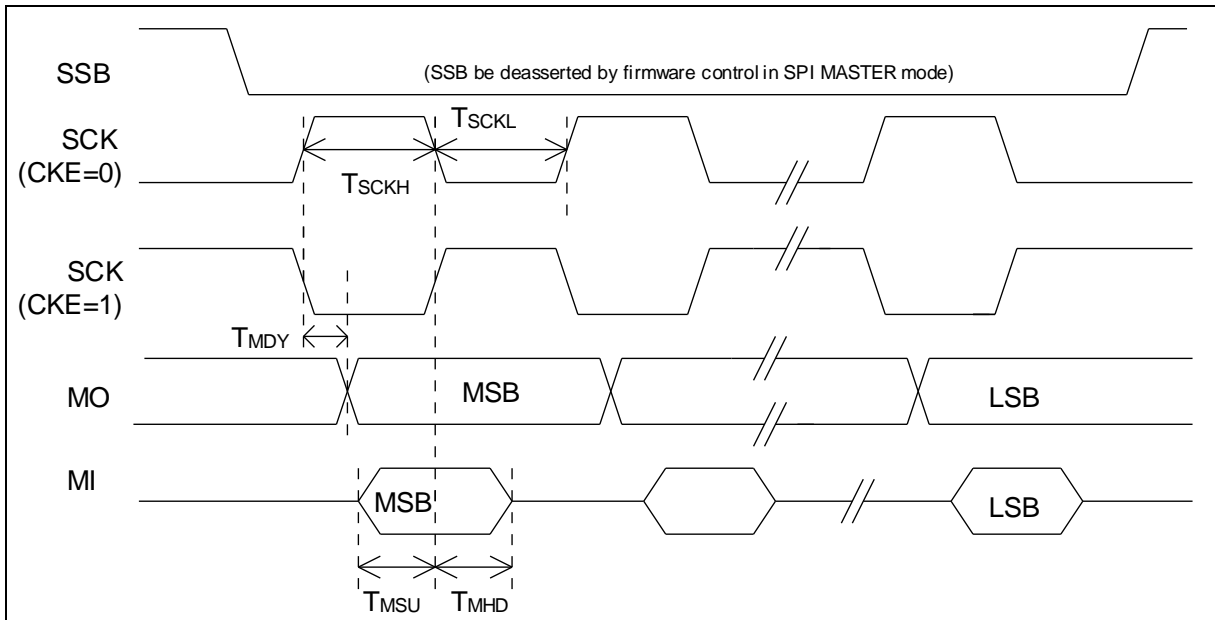 SSB
(SSB be deasserted by firmware control in SPI MASTER mode)
SCK
(CKE=0)
TSCKL
TSCKH
SCK
(CKE=1)
TMDY
MO
MSB
LSB
MI
MSB
LSB
TMSU
TMHD